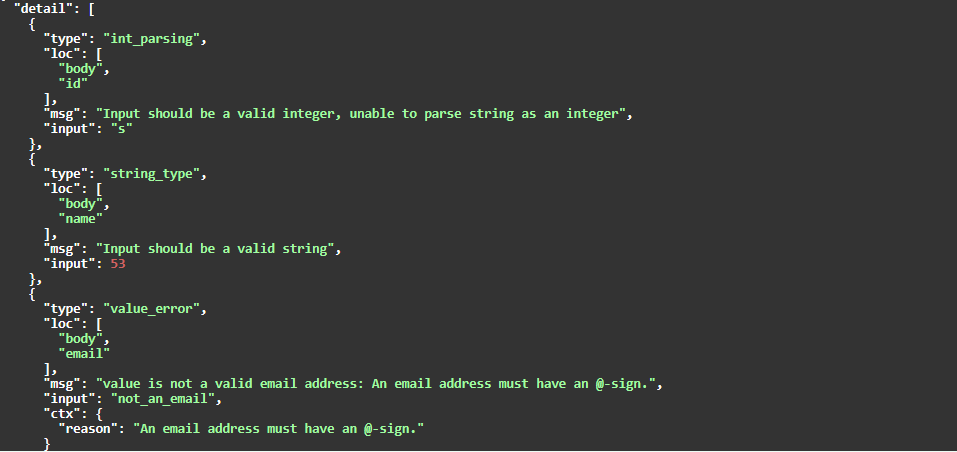 "detail": [
{
"type": "int_parsing",
"loc": [
"body",
"id"
],
"msg": "Input should be a valid integer, unable to parse string as an integer",
"input": "s"
},
{
"type": "string_type",
"loc": [
"body",
"name"
],
"msg": "Input should be a valid string",
"input": 53
},
{
"type": "value_error",
"loc": [
"body",
"email"
],
"msg": "value is not a valid email address: An email address must have an @-sign.",
"input": "not_an_email",
"ctx": {
"reason": "An email address must have an @-sign."
}